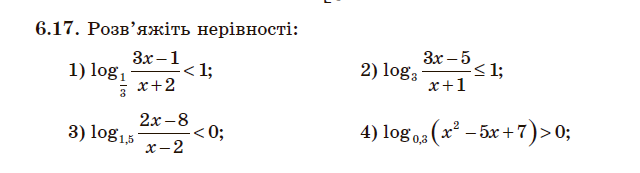 6.17. Розв’яжіть нерівності:
1) log_{1/3} (3x – 1)/(x + 2) < 1;  2) log_3 (3x – 5)/(x + 1) ≤ 1;
3) log_{1,5} (2x – 8)/(x – 2) < 0;  4) log_{0,3} (x² – 5x + 7) > 0;